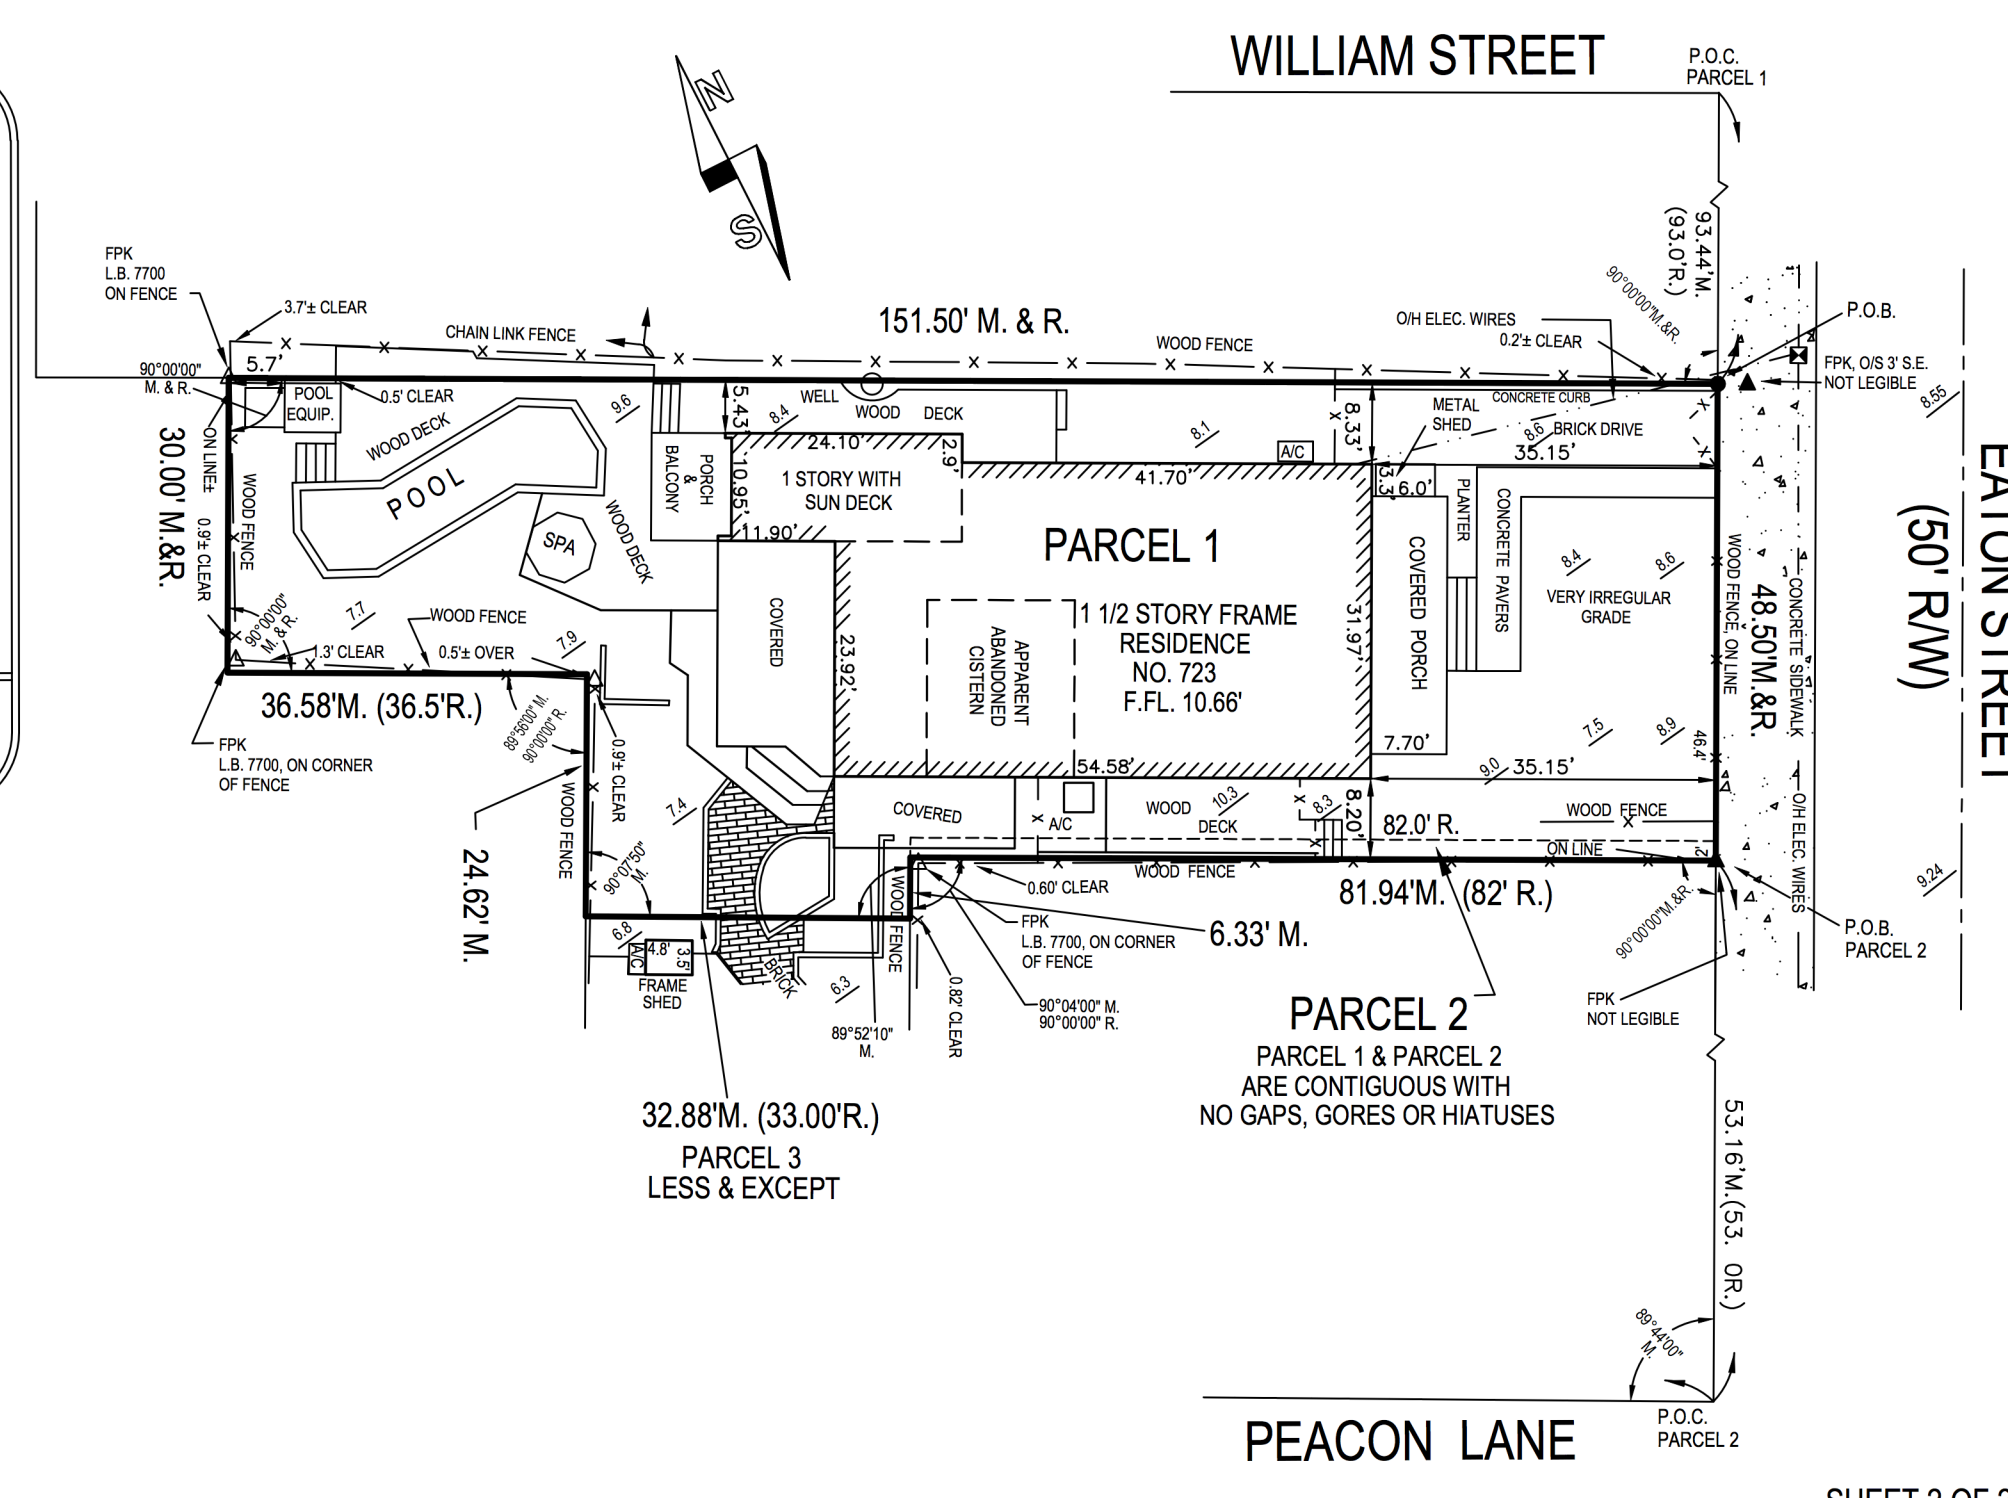 WILLIAM STREET
P.O.C.
PARCEL 1
N
S
93.44'M.
(93.0'R.)
90°00'00"M.&R.
FPK
L.B. 7700
ON FENCE
3.7'± CLEAR
CHAIN LINK FENCE
151.50' M. & R.
WOOD FENCE
O/H ELEC. WIRES
0.2'± CLEAR
P.O.B.
FPK, O/S 3' S.E.
NOT LEGIBLE
8.55
90°00'00"
M. & R.
5.7'
POOL
EQUIP.
0.5' CLEAR
WOOD DECK
9.6
5.43'
8.4
WELL
WOOD DECK
8.1
A/C
8.33'
METAL
SHED
CONCRETE CURB
8.6
BRICK DRIVE
35.15'
30.00' M.&R.
ON LINE±
0.9'± CLEAR
WOOD FENCE
POOL
SPA
WOOD DECK
PORCH
&
BALCONY
10.95'
24.10'
2.9'
1 STORY WITH
SUN DECK
11.90'
41.70'
3.3'
6.0'
PLANTER
CONCRETE PAVERS
COVERED PORCH
PARCEL 1
1 1/2 STORY FRAME
RESIDENCE
NO. 723
F.FL. 10.66'
31.97'
APPARENT
ABANDONED
CISTERN
COVERED
23.92'
8.4
8.6
VERY IRREGULAR
GRADE
7.5
8.9
46.4'
WOOD FENCE, ON LINE
48.50'M.&R.
CONCRETE SIDEWALK
O/H ELEC. WIRES
EATON STREET
(50' R/W)
90°00'00"
M. & R.
7.7
WOOD FENCE
1.3' CLEAR
0.5'± OVER
7.9
36.58'M. (36.5'R.)
89°56'00" M.
90°00'00" R.
FPK
L.B. 7700, ON CORNER
OF FENCE
0.9'± CLEAR
WOOD FENCE
24.62' M.
90°07'50"
M.
7.4
54.58'
7.70'
9.0
35.15'
COVERED
A/C
WOOD
DECK
10.3
8.3
8.20'
82.0' R.
WOOD FENCE
ON LINE
2'
WOOD FENCE
81.94'M. (82' R.)
0.60' CLEAR
WOOD FENCE
6.33' M.
FPK
L.B. 7700, ON CORNER
OF FENCE
90°00'00"M.&R.
9.24
P.O.B.
PARCEL 2
FPK
NOT LEGIBLE
6.8
A/C
4.8'
3.5'
FRAME
SHED
BRICK
6.3
89°52'10"
M.
0.82' CLEAR
90°04'00" M.
90°00'00" R.
PARCEL 2
PARCEL 1 & PARCEL 2
ARE CONTIGUOUS WITH
NO GAPS, GORES OR HIATUSES
32.88'M. (33.00'R.)
PARCEL 3
LESS & EXCEPT
53.16'M.(53. 0R.)
89°44'00"
M.
P.O.C.
PARCEL 2
PEACON LANE
SHEET 2 OF